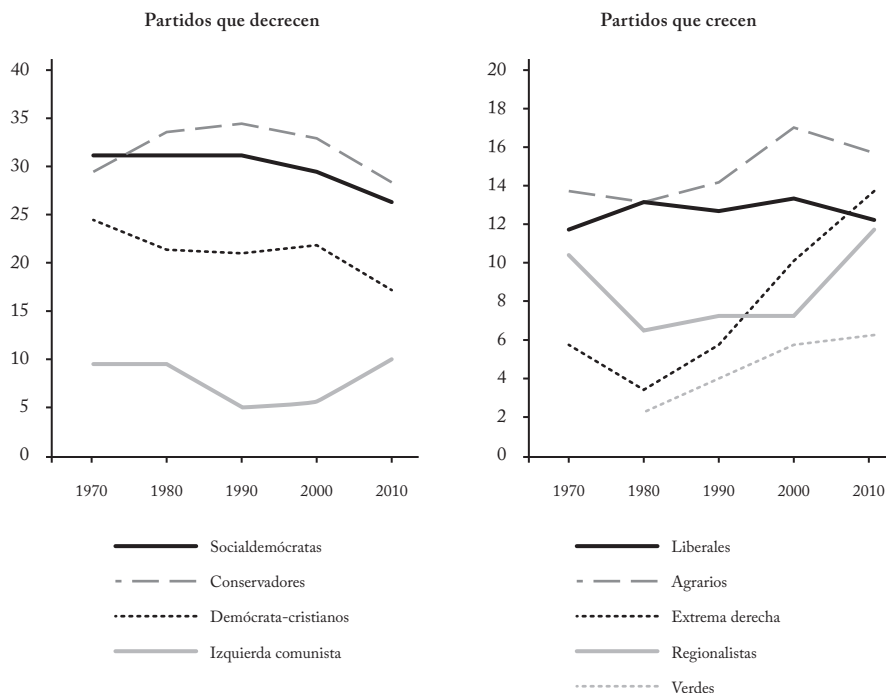 Partidos que decrecen
40
35
30
25
20
15
10
5
0
1970 1980 1990 2000 2010
Socialdemócratas
Conservadores
Demócrata-cristianos
Izquierda comunista
Partidos que crecen
20
18
16
14
12
10
8
6
4
2
0
1970 1980 1990 2000 2010
Liberales
Agrarios
Extrema derecha
Regionalistas
Verdes